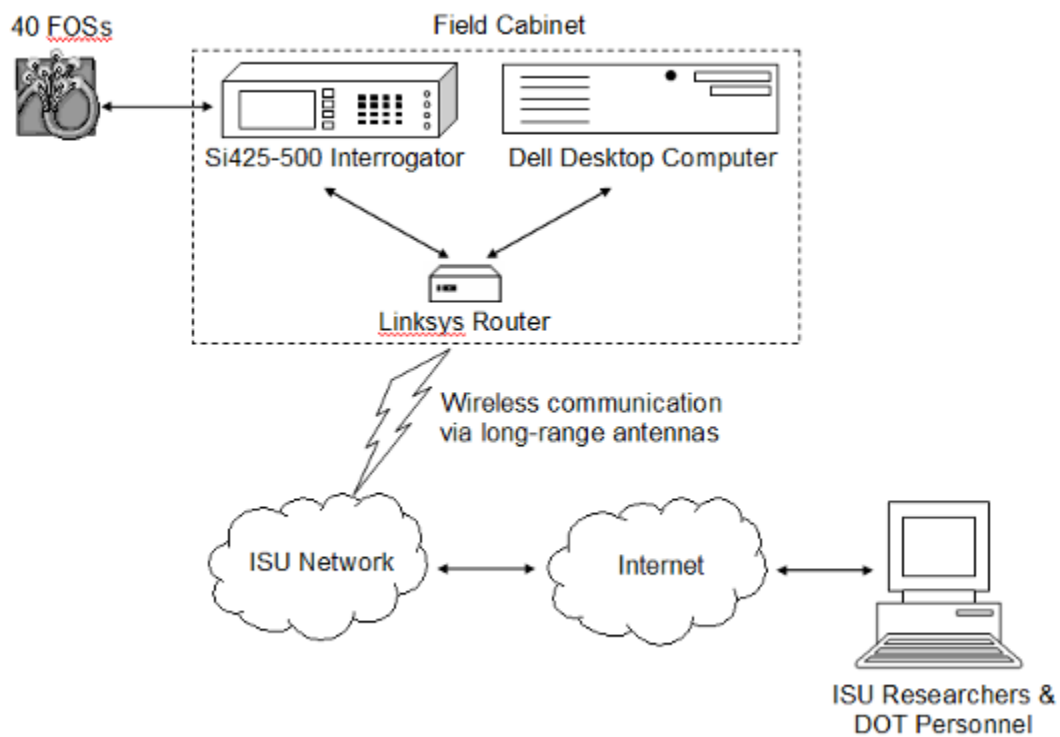 40 FOSs
Field Cabinet
Si425-500 Interrogator
Dell Desktop Computer
Linksys Router
Wireless communication
via long-range antennas
ISU Network
Internet
ISU Researchers &
DOT Personnel